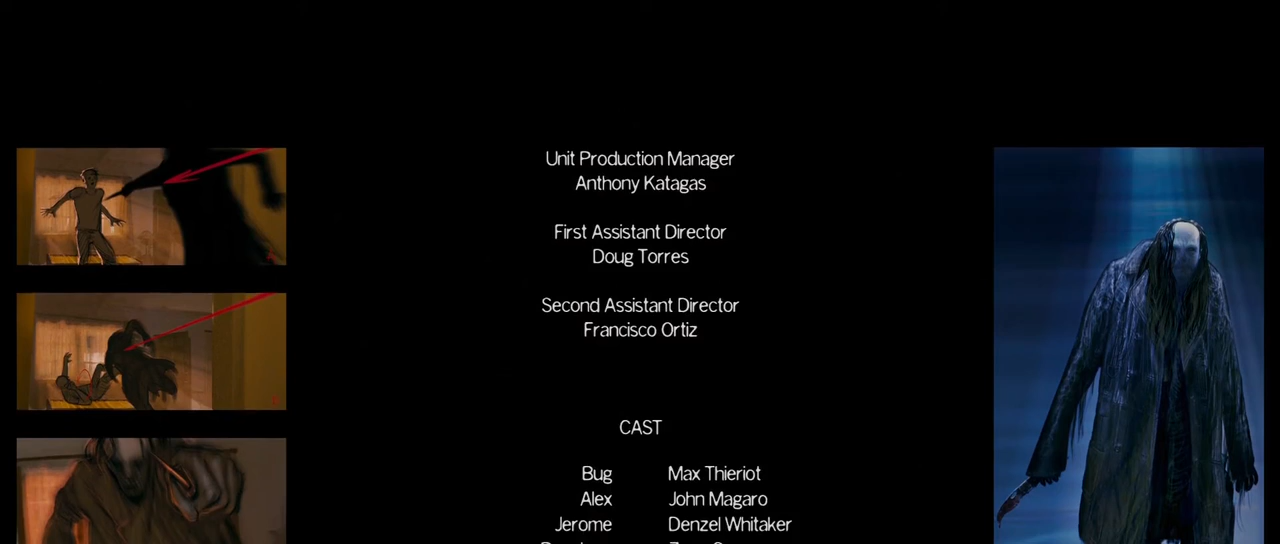 Unit Production Manager
Anthony Katagas
First Assistant Director
Doug Torres
Second Assistant Director
Francisco Ortiz
CAST
Bug Max Thieriot
Alex John Magaro
Jerome Denzel Whitaker